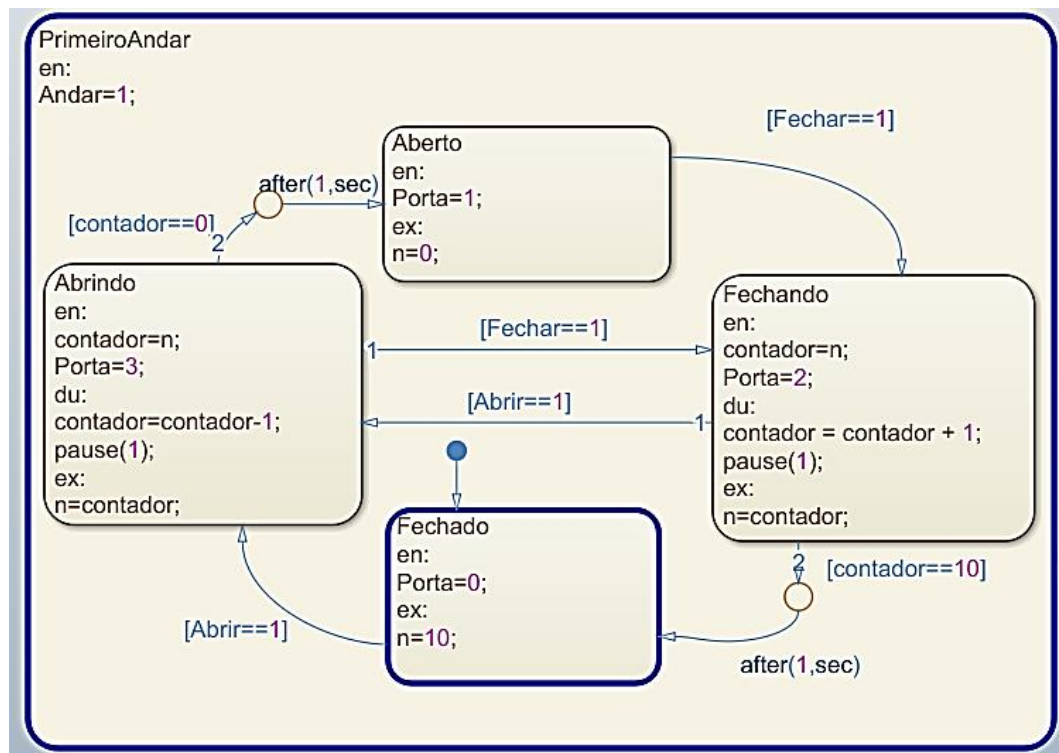 PrimeiroAndar
en:
Andar=1;
[Fechar==1]
Aberto
en:
Porta=1;
ex:
n=0;
after(1,sec)
[contador==0]
2
Abrindo
en:
contador=n;
Porta=3;
du:
contador=contador-1;
pause(1);
ex:
n=contador;
[Fechar==1]
1
[Abrir==1]
1
Fechando
en:
contador=n;
Porta=2;
du:
contador = contador + 1;
pause(1);
ex:
n=contador;
Fechado
en:
Porta=0;
ex:
n=10;
2
[contador==10]
[Abrir==1]
after(1,sec)